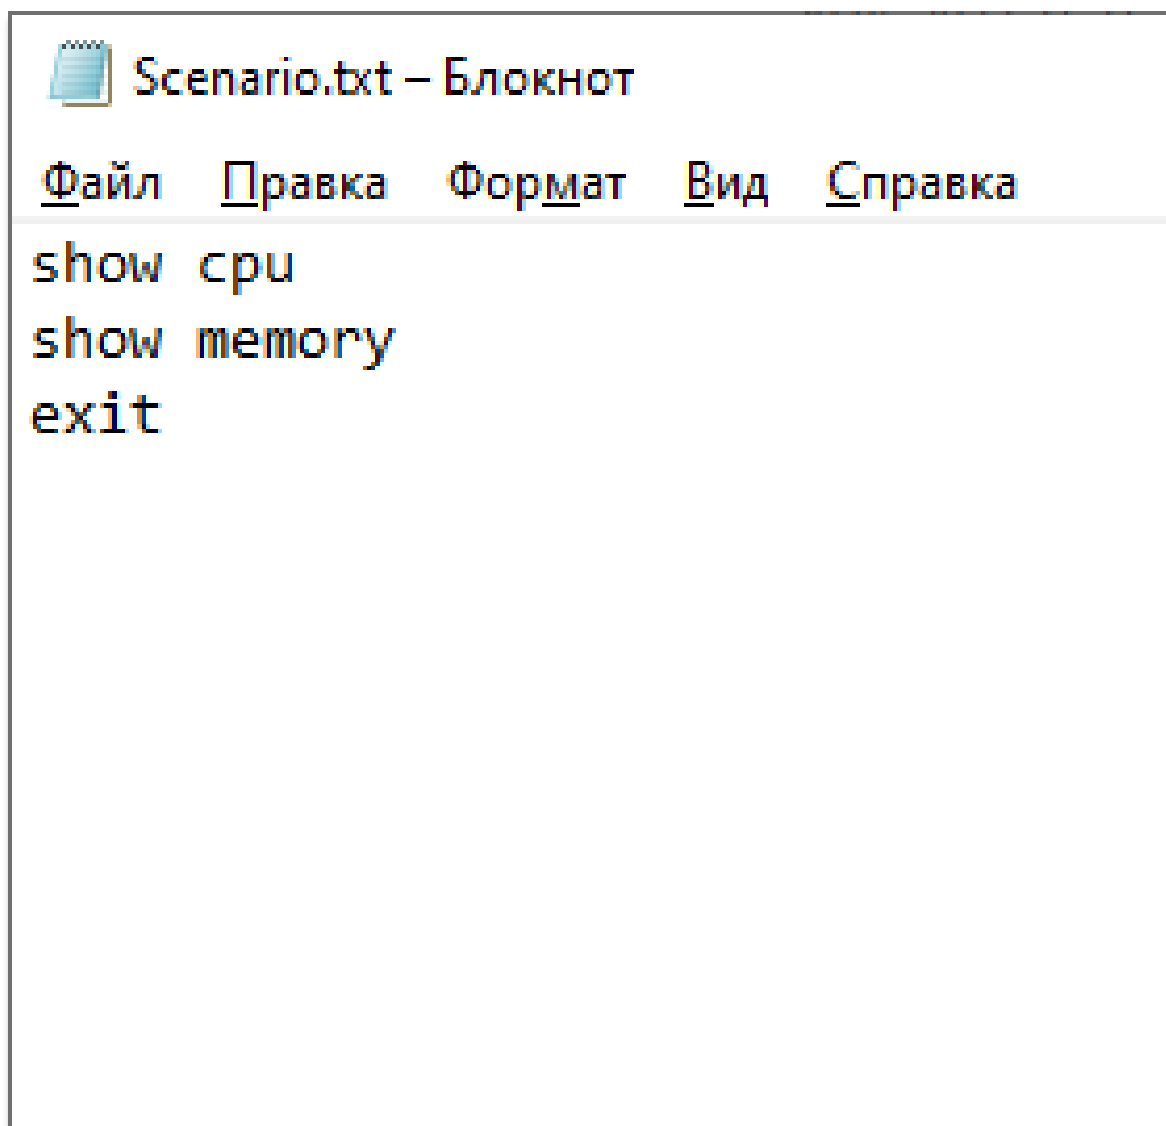 Scenario.txt – Блокнот
Файл Правка Формат Вид Справка
show cpu
show memory
exit